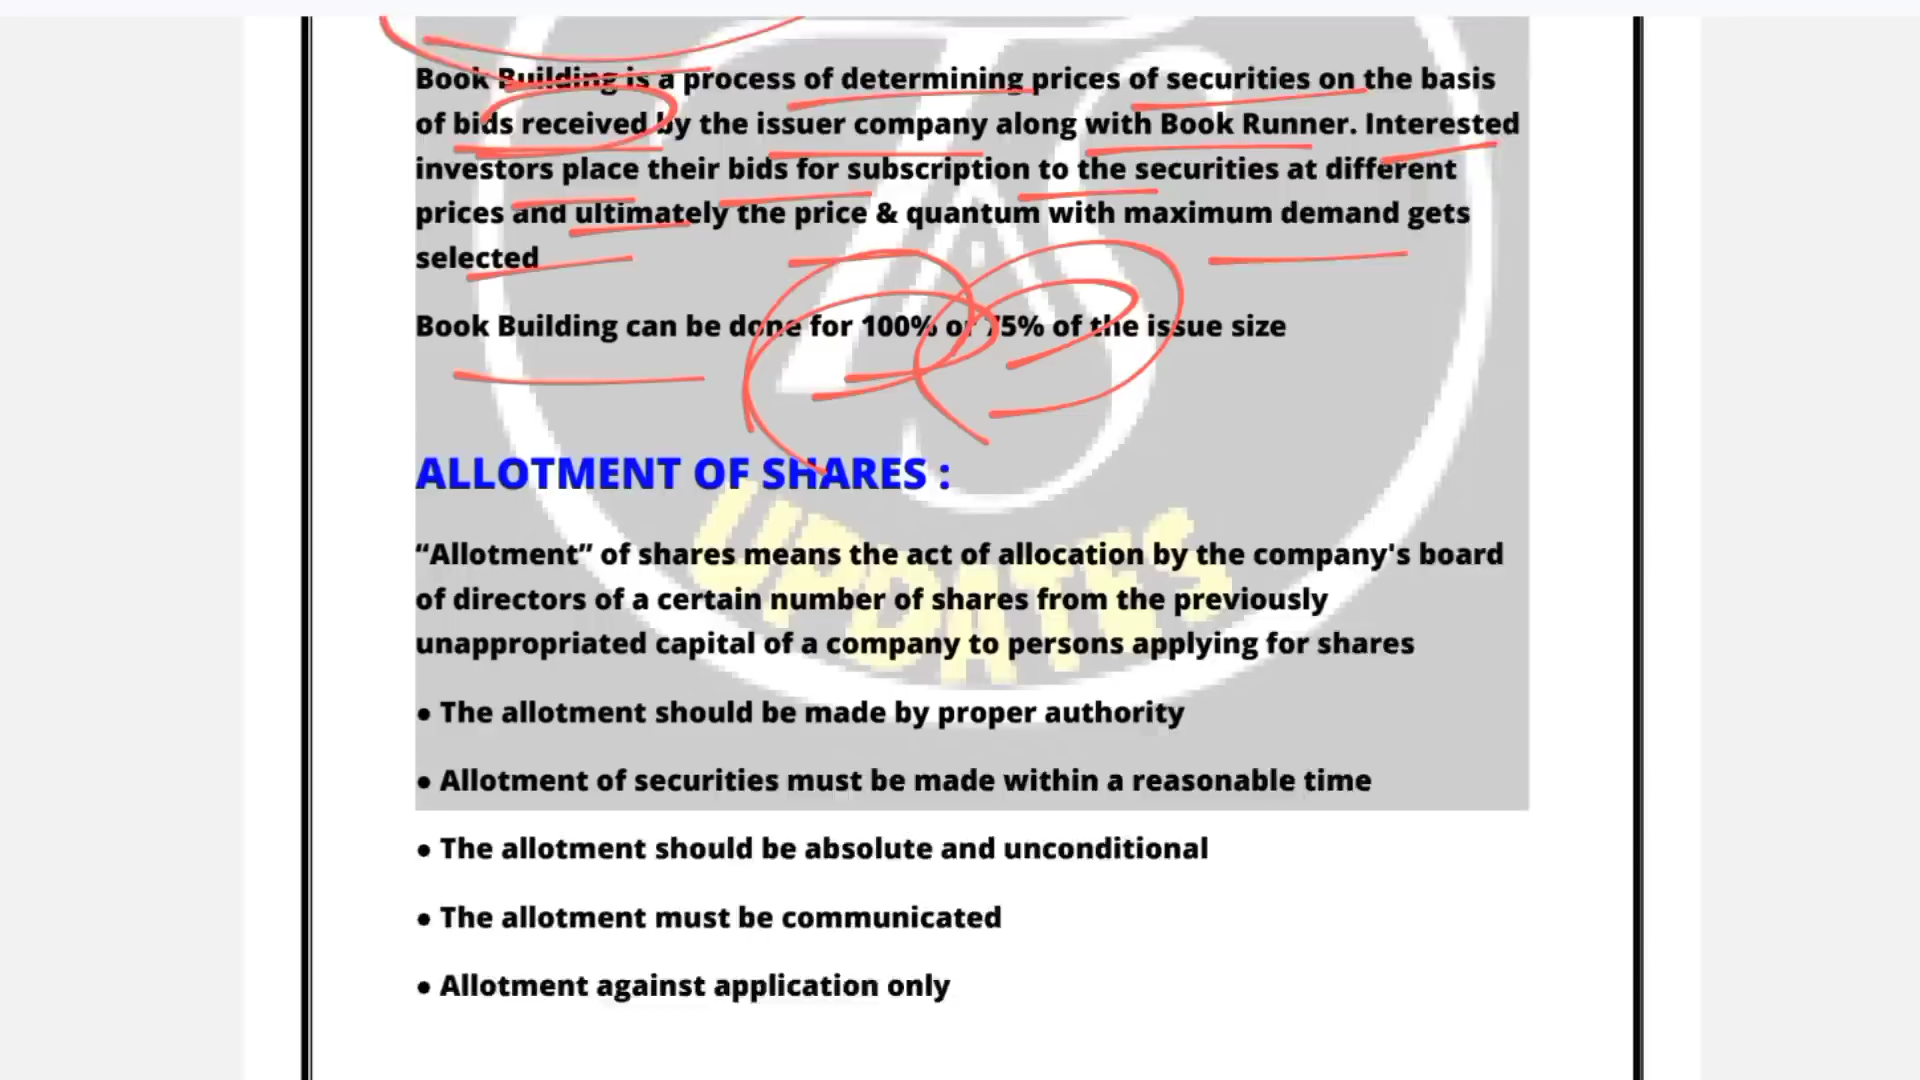 Book Building is a process of determining prices of securities on the basis
of bids received by the issuer company along with Book Runner. Interested
investors place their bids for subscription to the securities at different
prices and ultimately the price & quantum with maximum demand gets
selected
Book Building can be done for 100% or 75% of the issue size
ALLOTMENT OF SHARES :
“Allotment” of shares means the act of allocation by the company's board
of directors of a certain number of shares from the previously
unappropriated capital of a company to persons applying for shares
● The allotment should be made by proper authority
● Allotment of securities must be made within a reasonable time
● The allotment should be absolute and unconditional
● The allotment must be communicated
● Allotment against application only
UPDATES